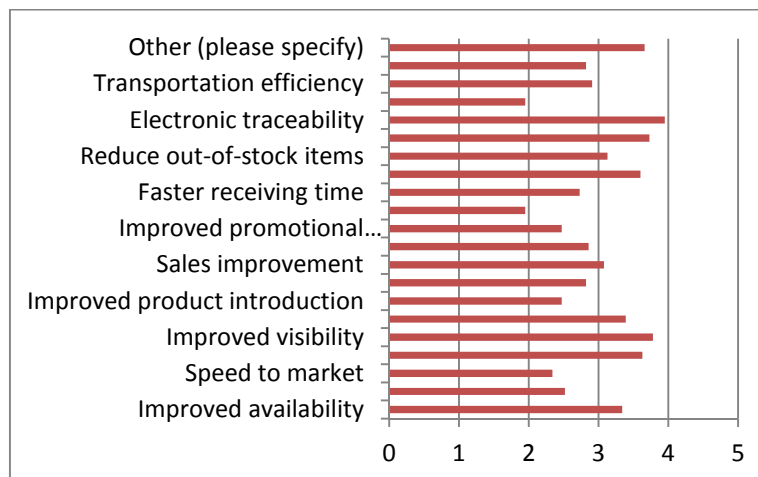 Other (please specify)
Transportation efficiency
Electronic traceability
Reduce out-of-stock items
Faster receiving time
Improved promotional...
Sales improvement
Improved product introduction
Improved visibility
Speed to market
Improved availability
0 1 2 3 4 5